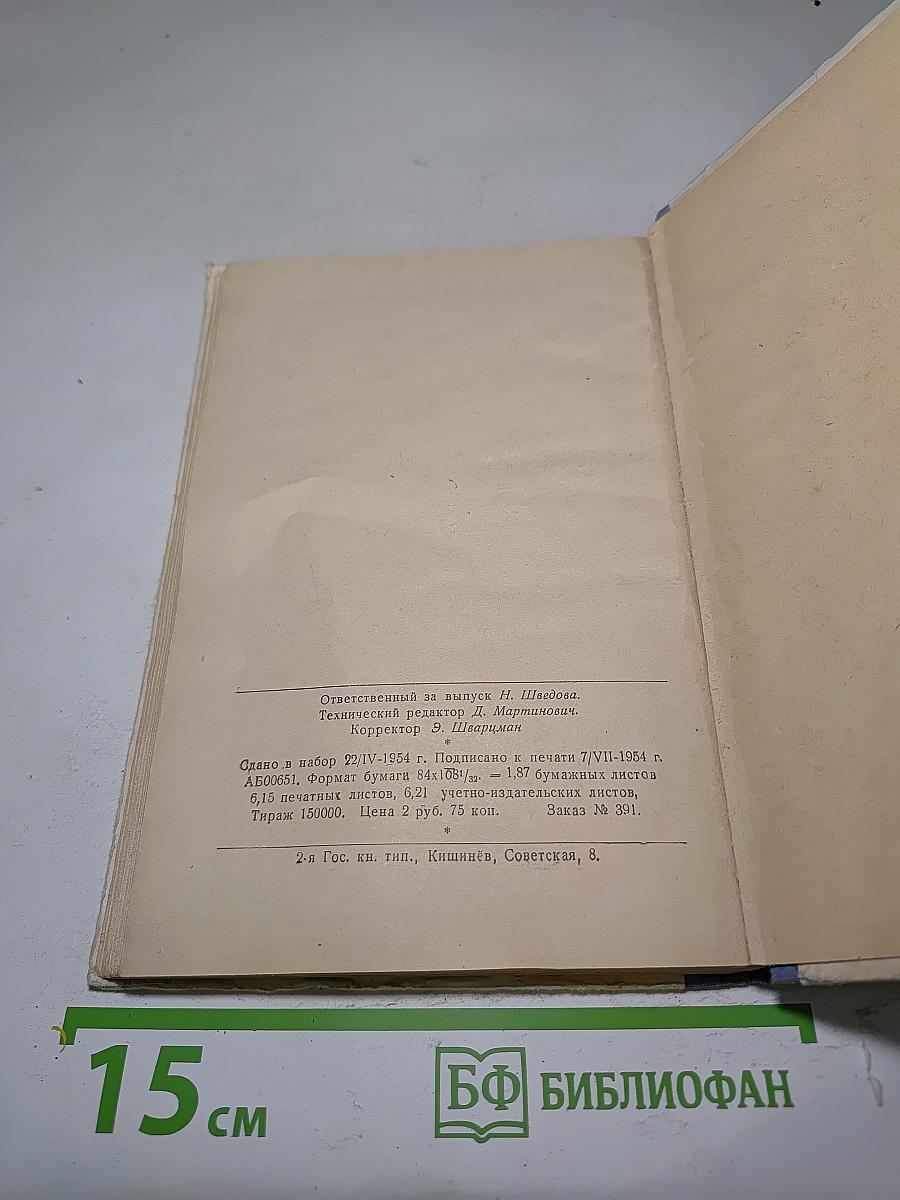 Ответственный за выпуск Н. Шведова.
Технический редактор Д. Мартинович.
Корректор Э. Шварцман
*
Сдано в набор 22/IV-1954 г. Подписано к печати 7/VII-1954 г.
АБ00651. Формат бумаги 84х108¹/₃₂. = 1,87 бумажных листов
6,15 печатных листов, 6,21 учетно-издательских листов,
Тираж 150000. Цена 2 руб. 75 коп. Заказ № 391.
*
2-я Гос. кн. тип., Кишинёв, Советская, 8.
15 см
БФ БИБЛИОФАН